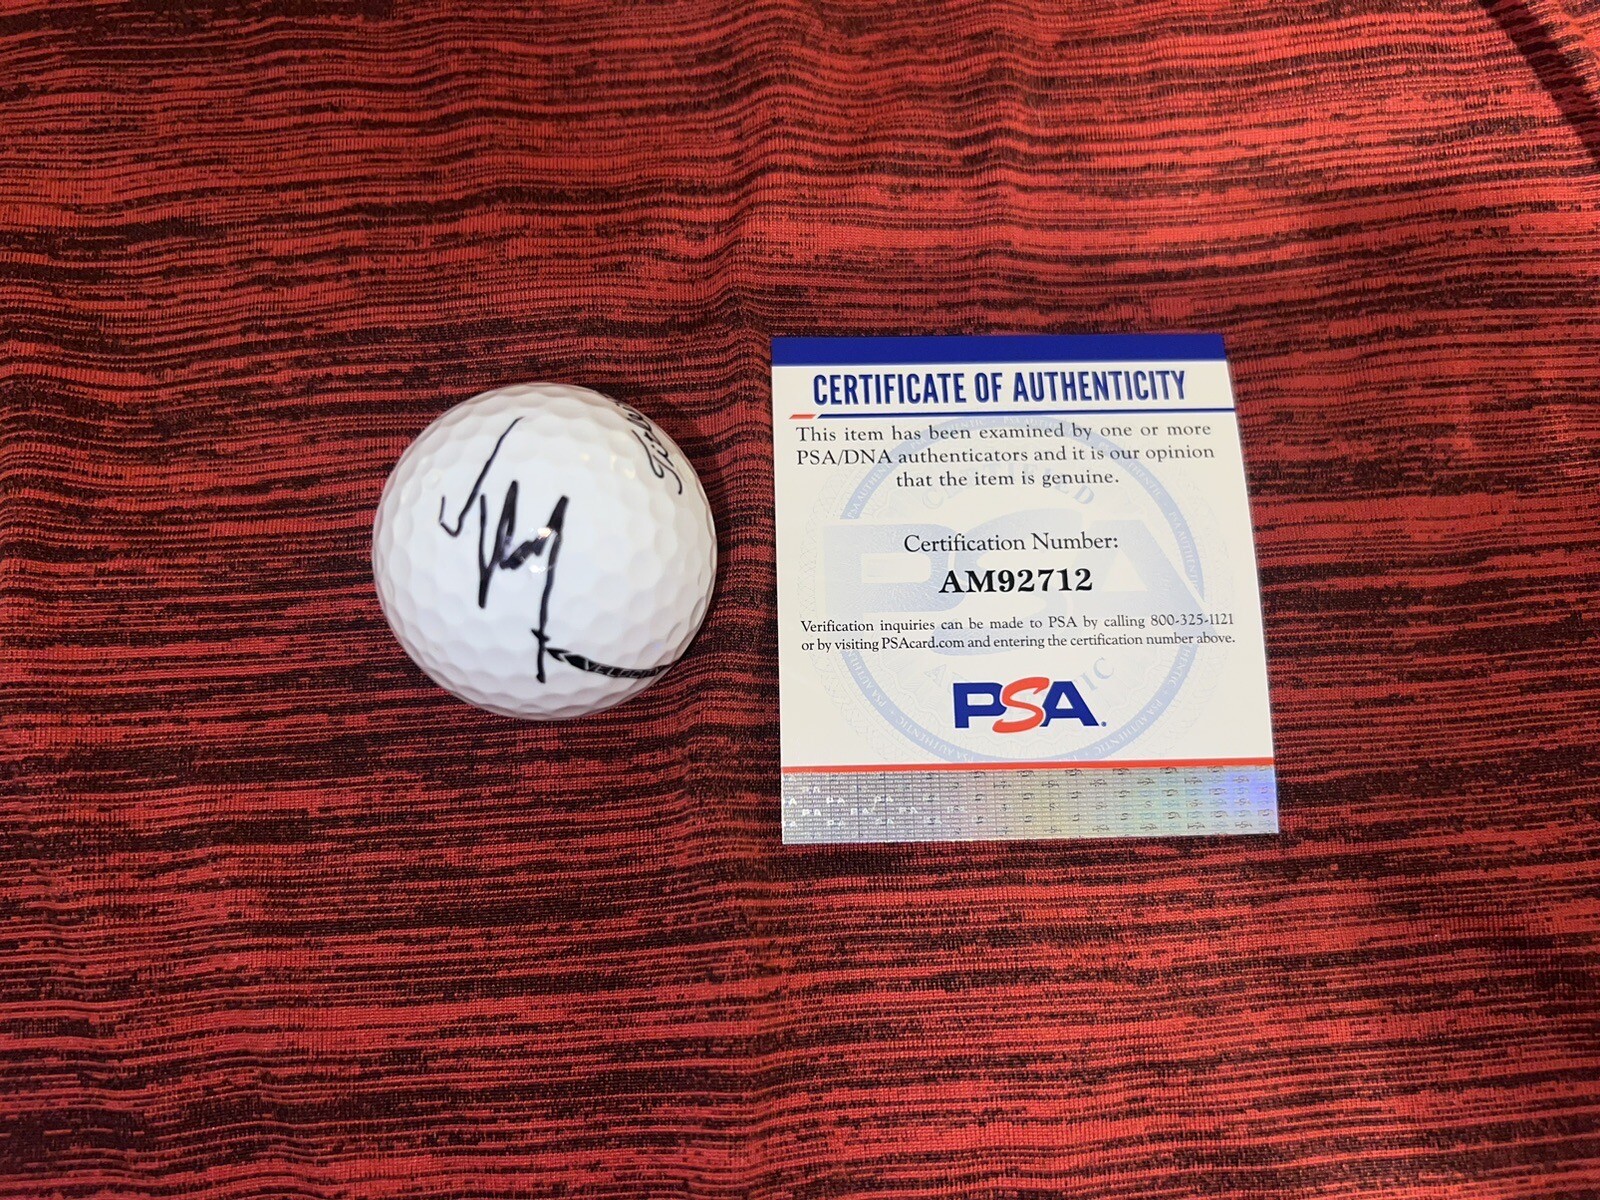 CERTIFICATE OF AUTHENTICITY
This item has been examined by one or more
PSA/DNA authenticators and it is our opinion
that the item is genuine.
Certification Number:
AM92712
Verification inquiries can be made to PSA by calling 800-325-1121
or by visiting PSAcard.com and entering the certification number above.
PSA